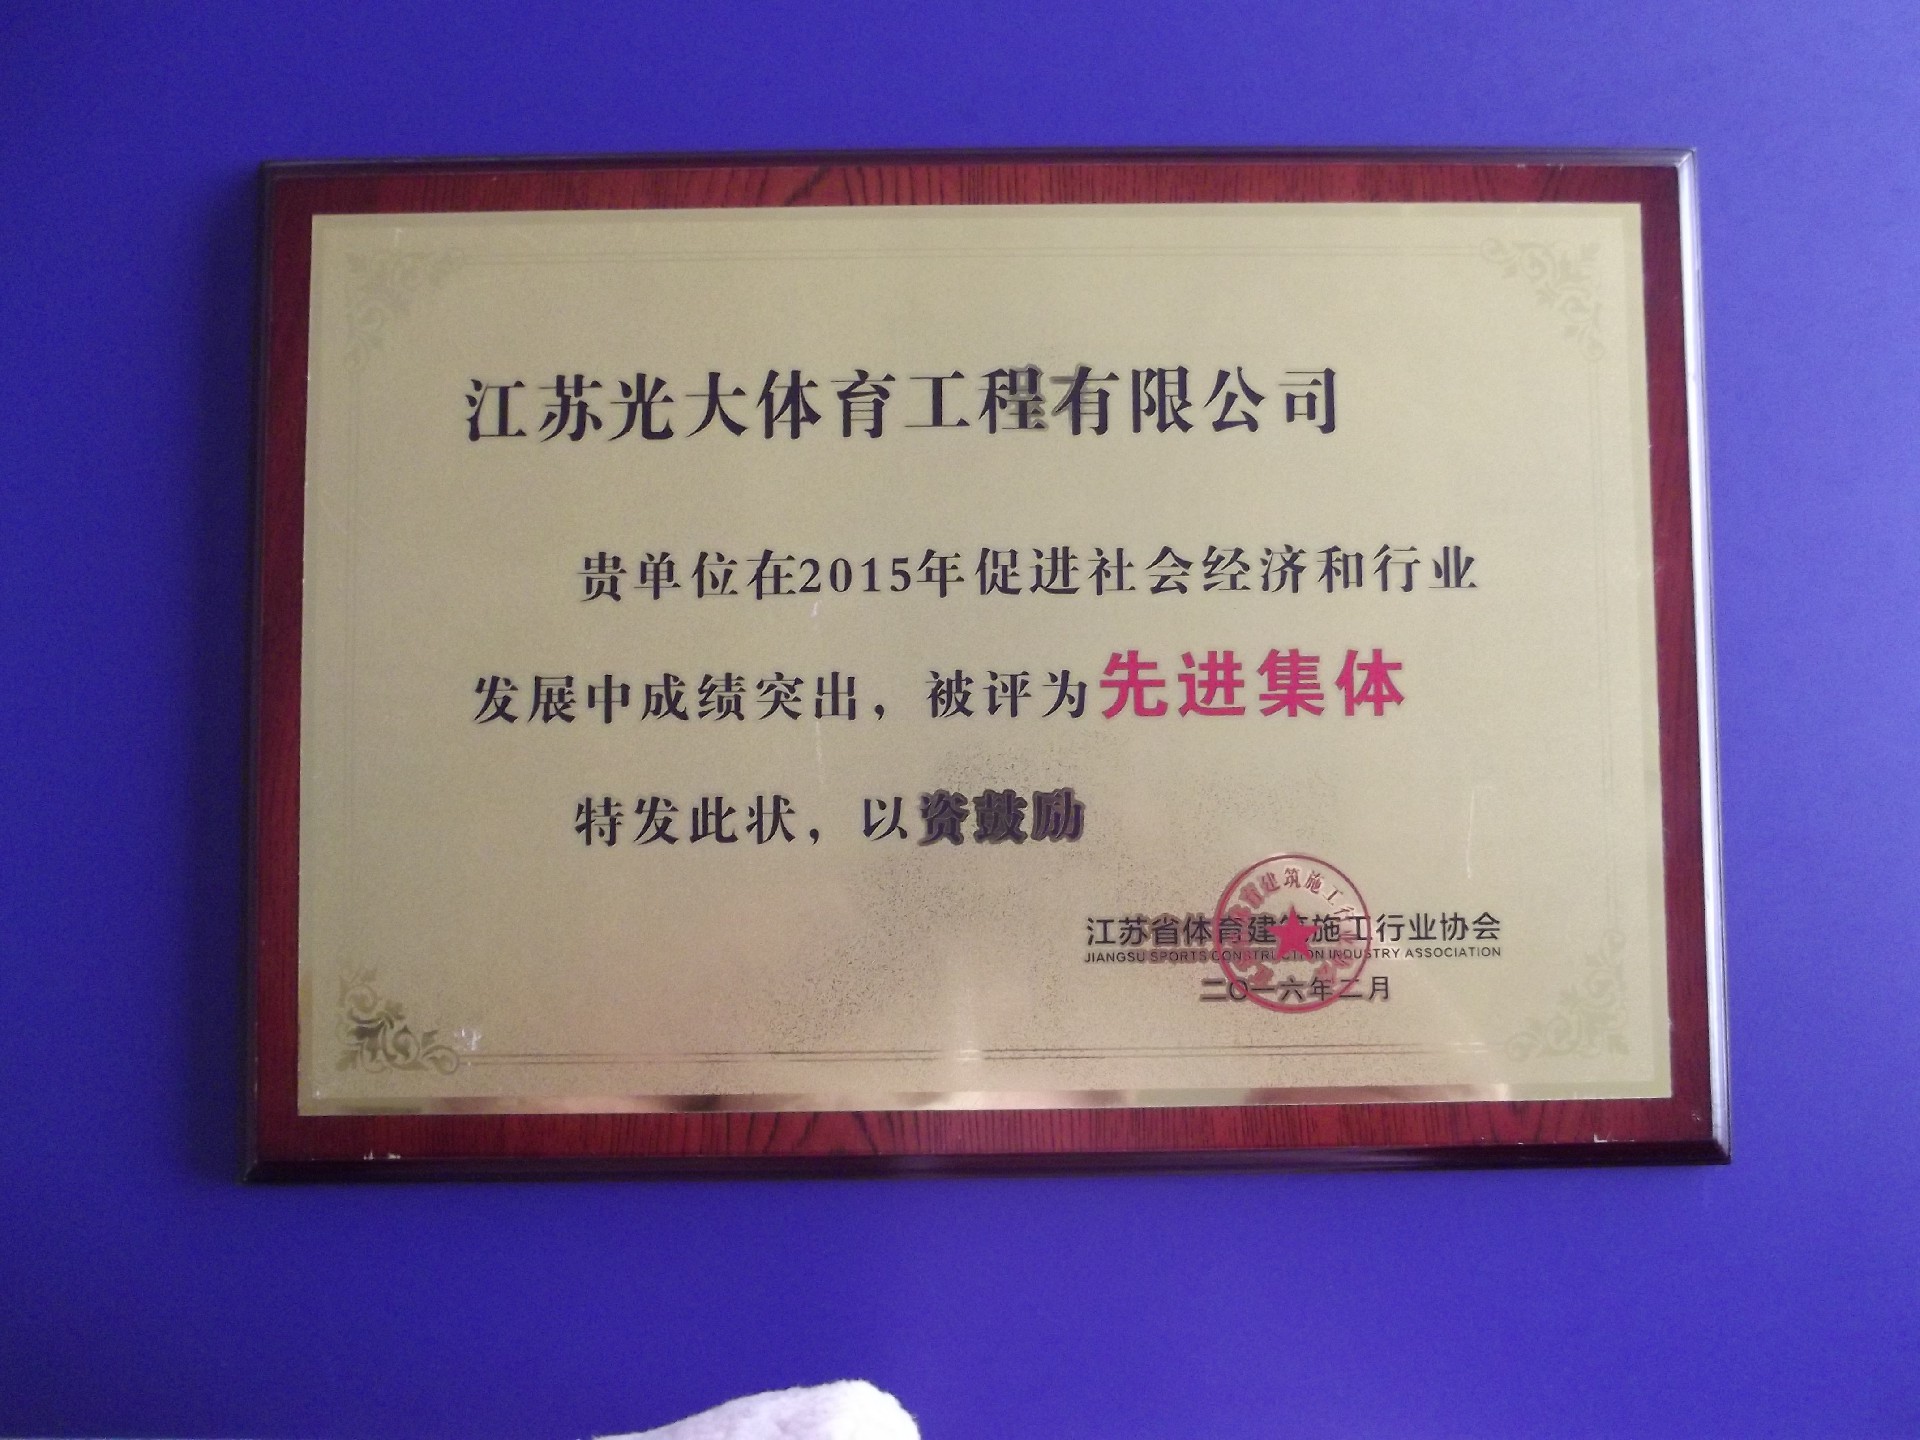 江苏光大体育工程有限公司
贵单位在2015年促进社会经济和行业
发展中成绩突出，被评为先进集体
特发此状，以资鼓励
江苏省体育建筑施工行业协会
JIANGSU SPORTS CONSTRUCTION INDUSTRY ASSOCIATION
二〇一六年二月